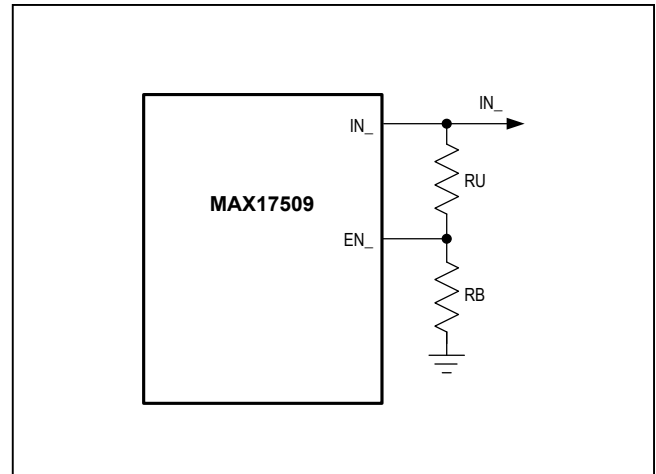 IN_
IN_
RU
MAX17509
EN_
RB